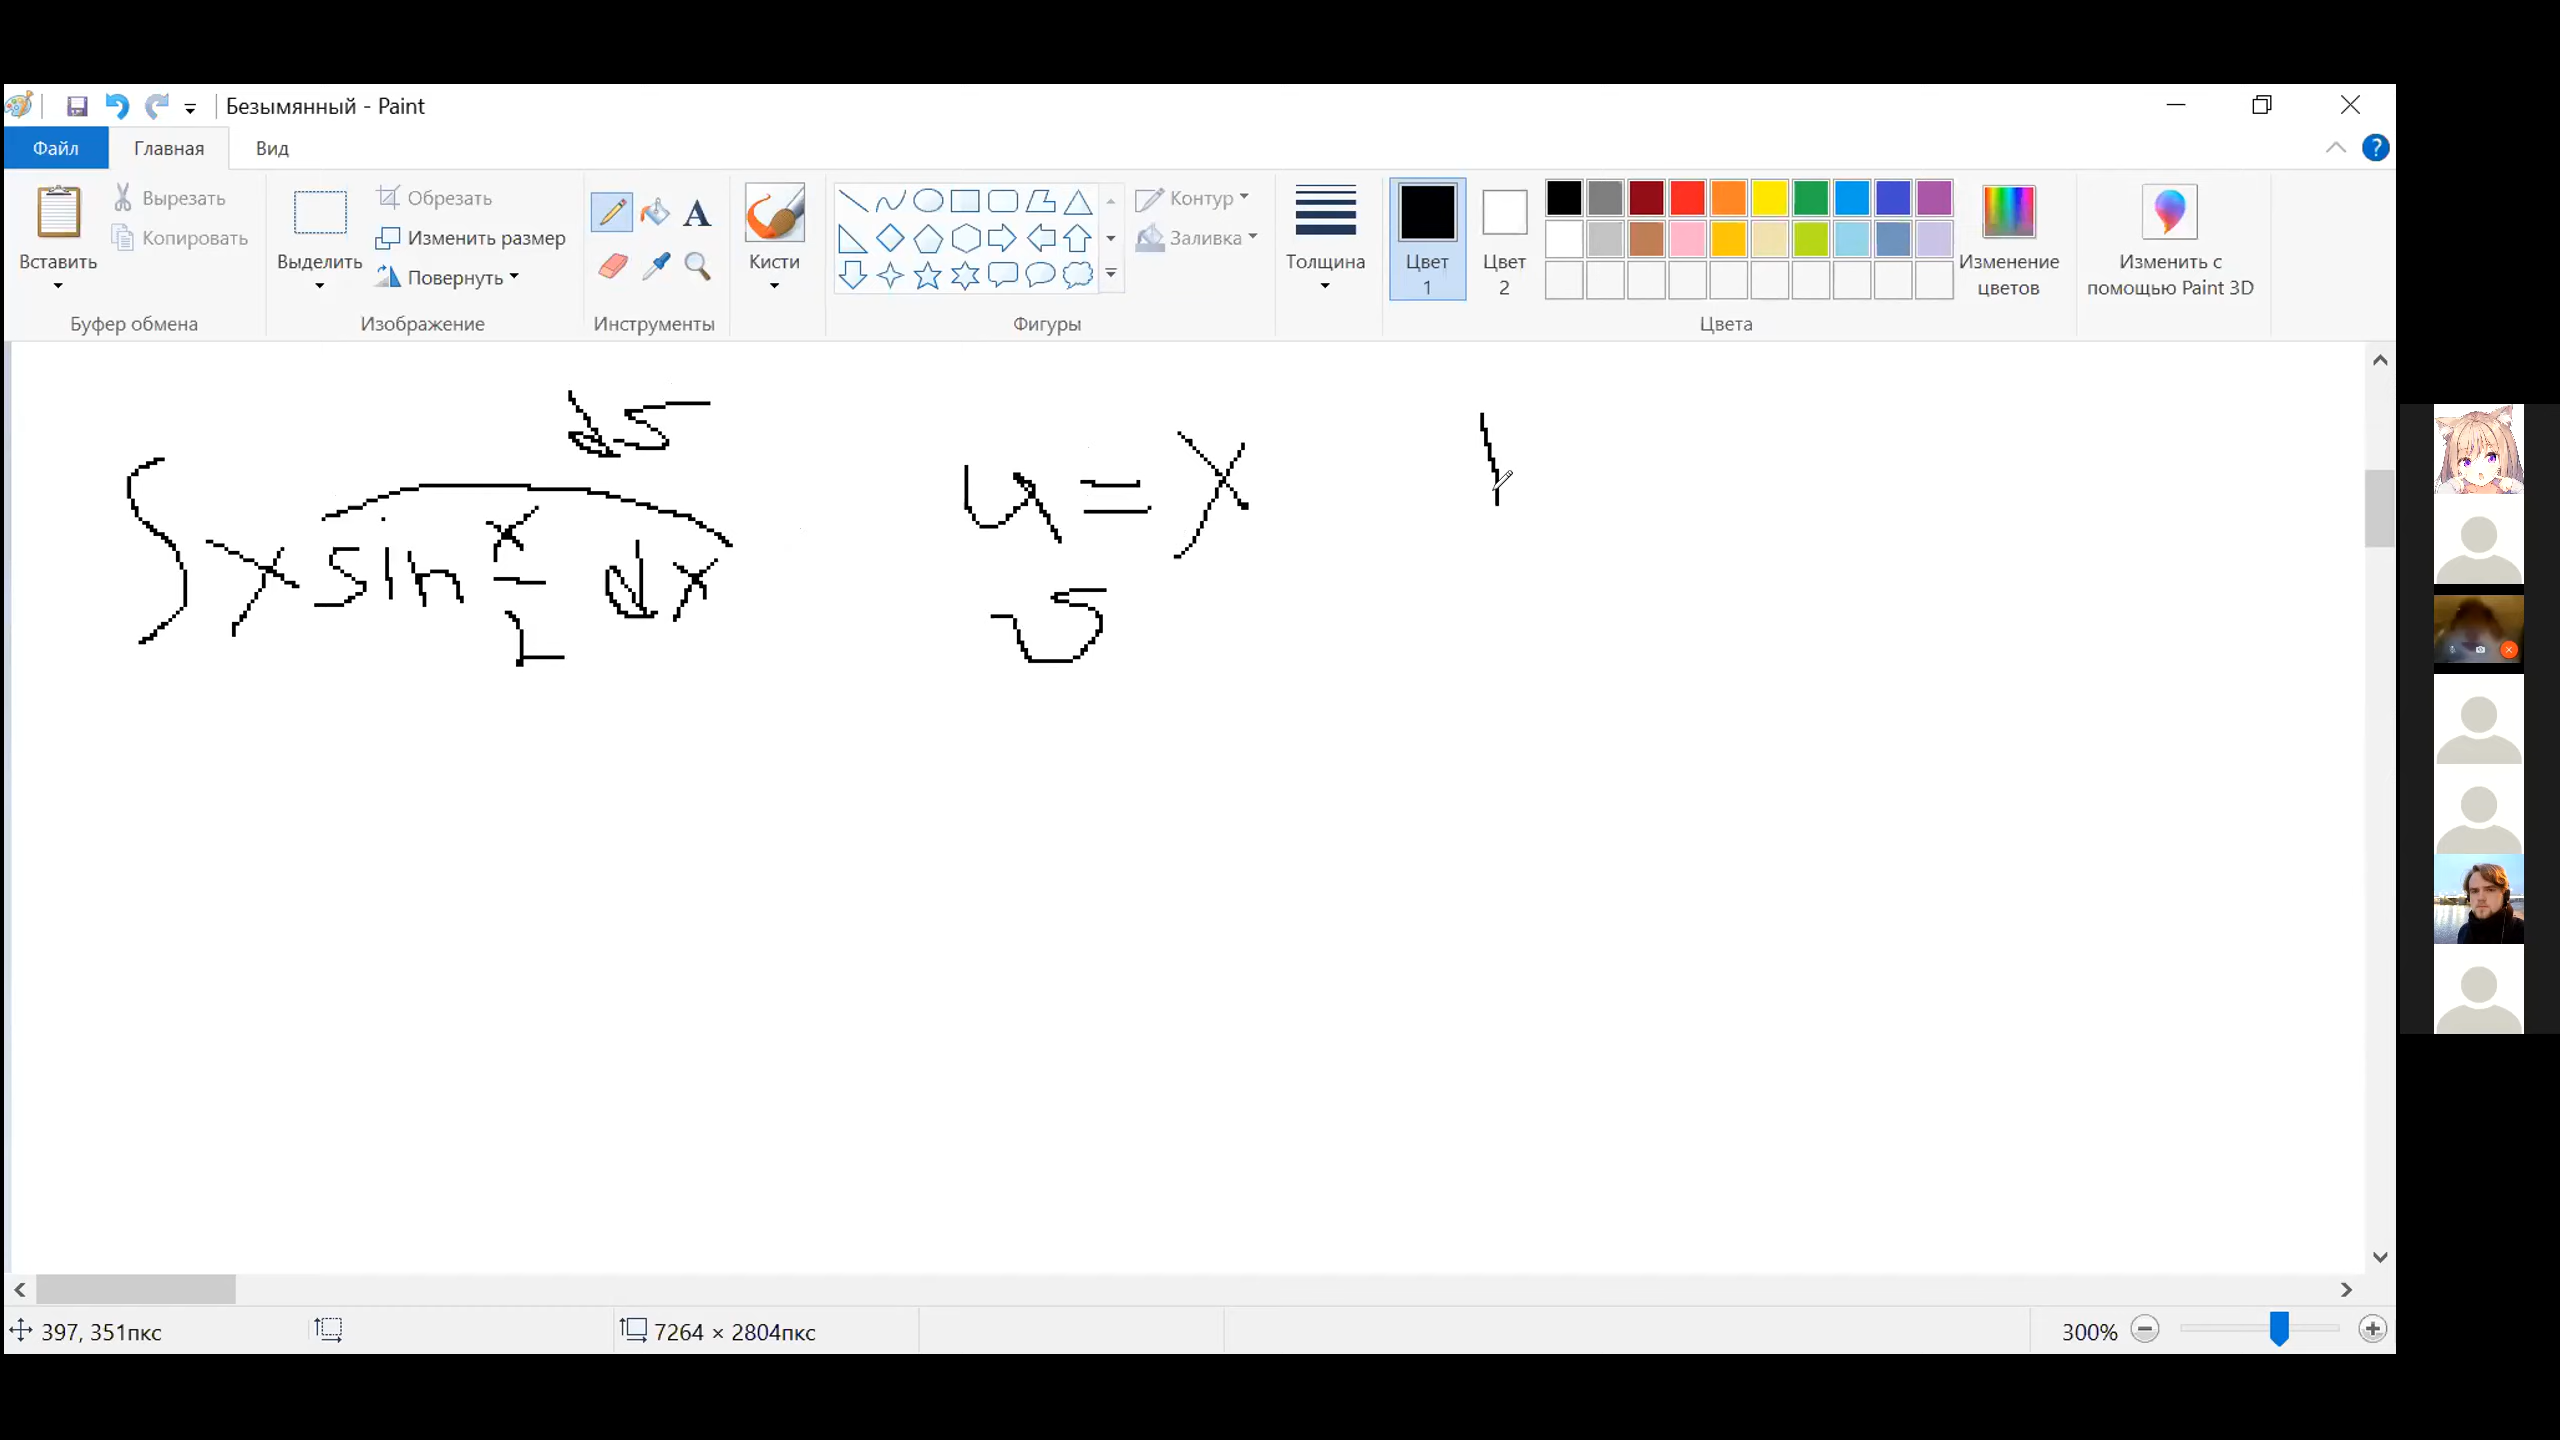 Безымянный - Paint
Файл Главная Вид
Вставить
Вырезать
Копировать
Буфер обмена
Выделить
Обрезать
Изменить размер
Повернуть
Изображение
A
Инструменты
Кисти
Контур
Заливка
Фигуры
Толщина
Цвет 1
Цвет 2
Изменение цветов
Цвета
Изменить с помощью Paint 3D
?
dv
∫ x sin x/2 dx
u = x
v
397, 351пкс
7264 × 2804пкс
300%